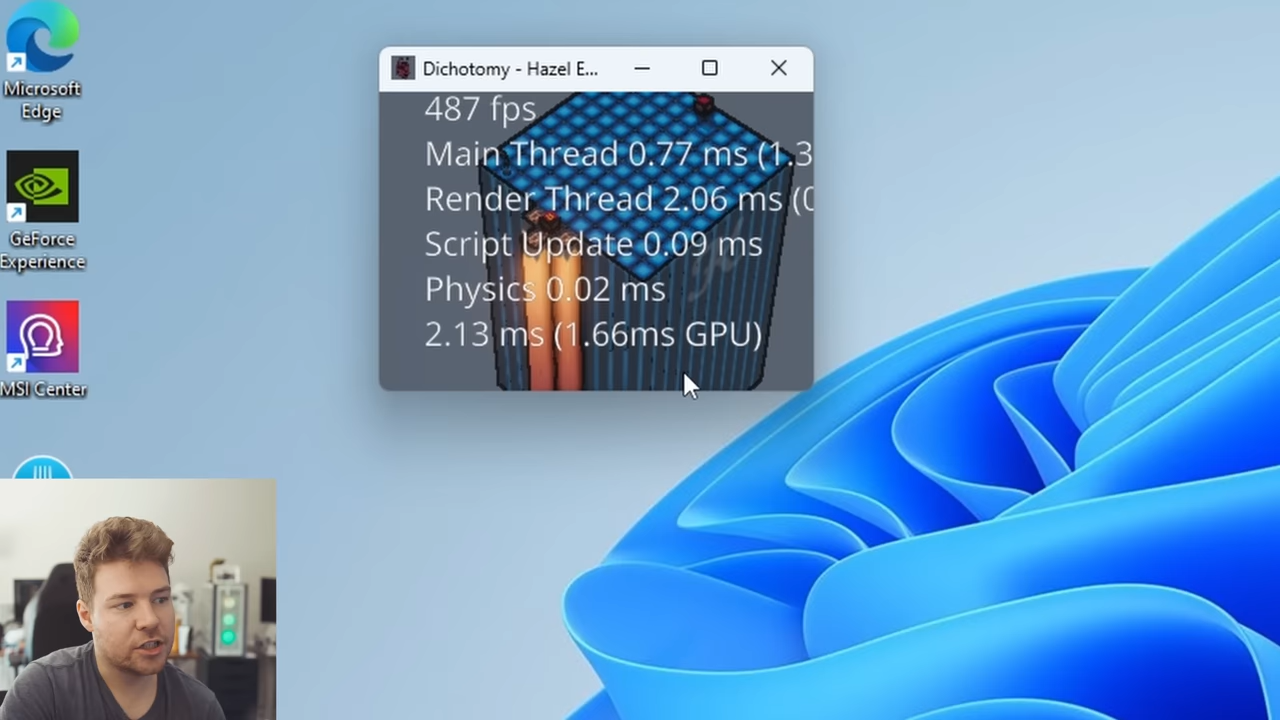 Microsoft
Edge
GeForce
Experience
MSI Center
Dichotomy - Hazel E...
487 fps
Main Thread 0.77 ms (1.3
Render Thread 2.06 ms (0
Script Update 0.09 ms
Physics 0.02 ms
2.13 ms (1.66ms GPU)